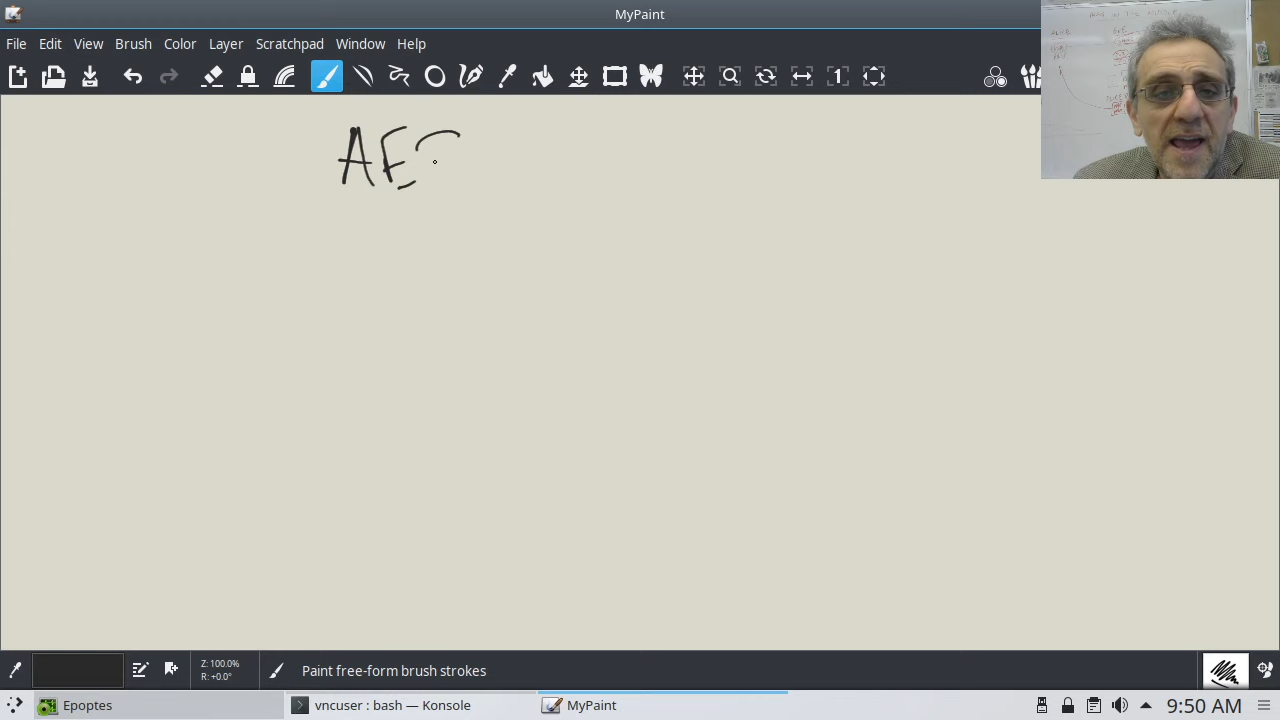 MyPaint
File Edit View Brush Color Layer Scratchpad Window Help
1
AE
Z: 100.0%
R: +0.0°
Paint free-form brush strokes
Epoptes
vncuser : bash — Konsole
MyPaint
9:50 AM